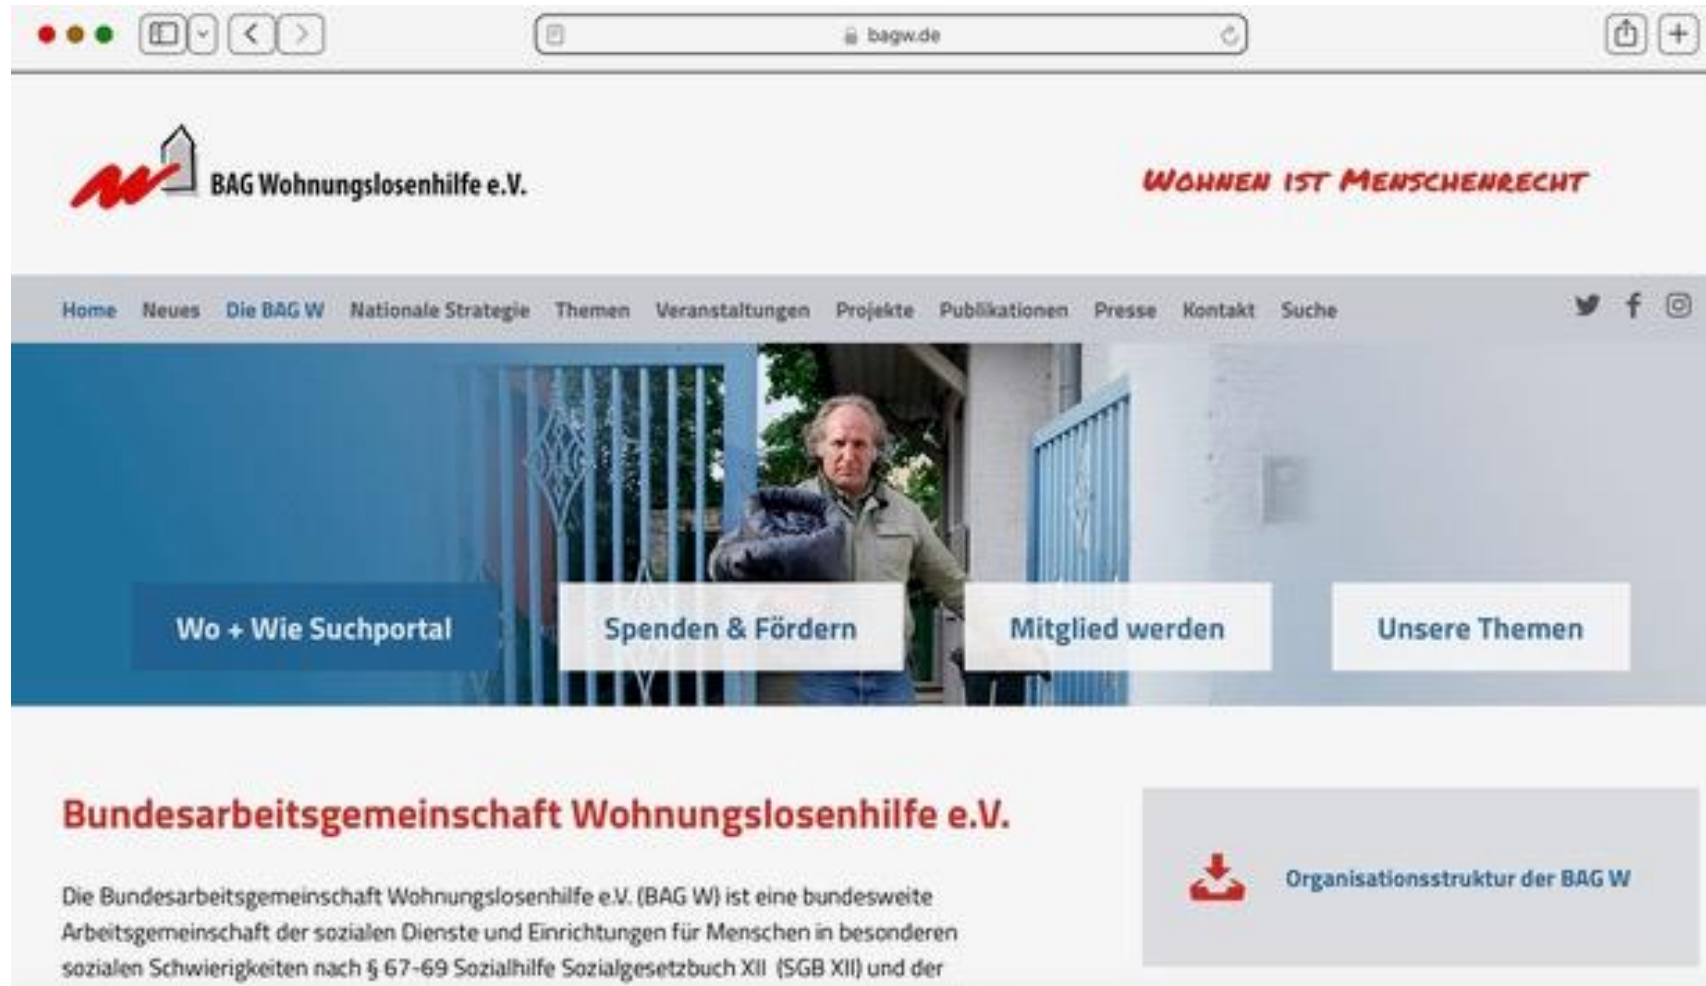 bagw.de
BAG Wohnungslosenhilfe e.V.
WOHNEN IST MENSCHENRECHT
Home Neues Die BAG W Nationale Strategie Themen Veranstaltungen Projekte Publikationen Presse Kontakt Suche
Wo + Wie Suchportal
Spenden & Fördern
Mitglied werden
Unsere Themen
Bundesarbeitsgemeinschaft Wohnungslosenhilfe e.V.
Die Bundesarbeitsgemeinschaft Wohnungslosenhilfe e.V. (BAG W) ist eine bundesweite
Arbeitsgemeinschaft der sozialen Dienste und Einrichtungen für Menschen in besonderen
sozialen Schwierigkeiten nach § 67-69 Sozialhilfe Sozialgesetzbuch XII (SGB XII) und der
Organisationsstruktur der BAG W